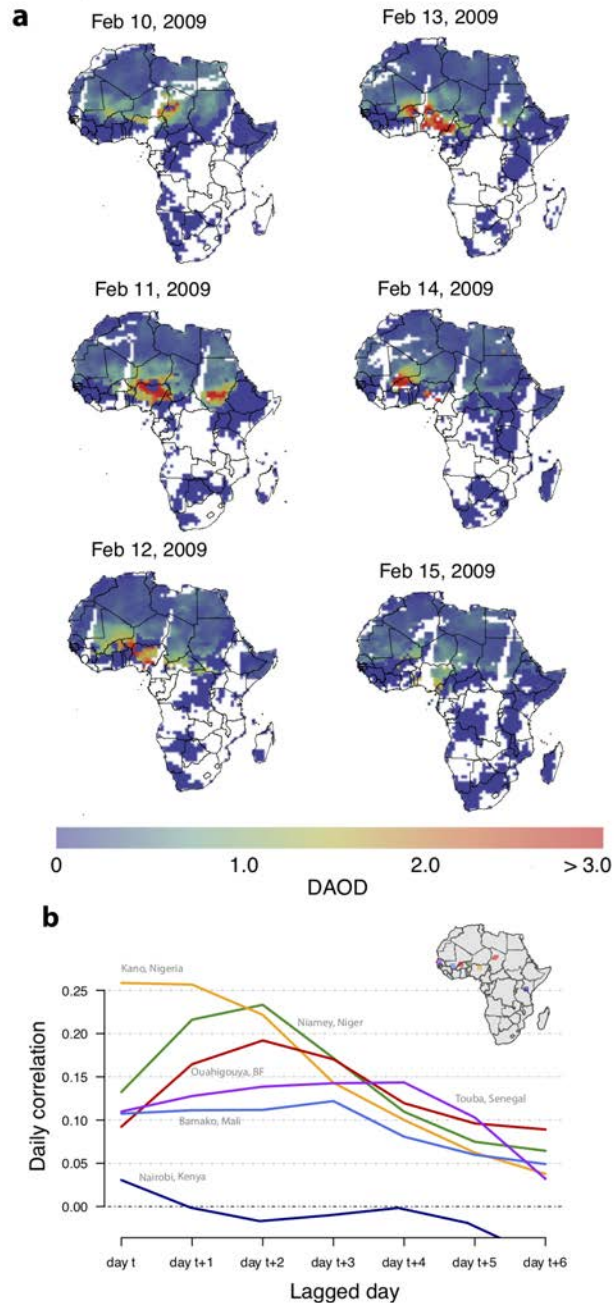 a
Feb 10, 2009
Feb 13, 2009
Feb 11, 2009
Feb 14, 2009
Feb 12, 2009
Feb 15, 2009
0 1.0 2.0 > 3.0
DAOD
b
Kano, Nigeria
Niamey, Niger
Ouahigouya, BF
Touba, Senegal
Bamako, Mali
Nairobi, Kenya
Daily correlation
0.25
0.20
0.15
0.10
0.05
0.00
day t day t+1 day t+2 day t+3 day t+4 day t+5 day t+6
Lagged day